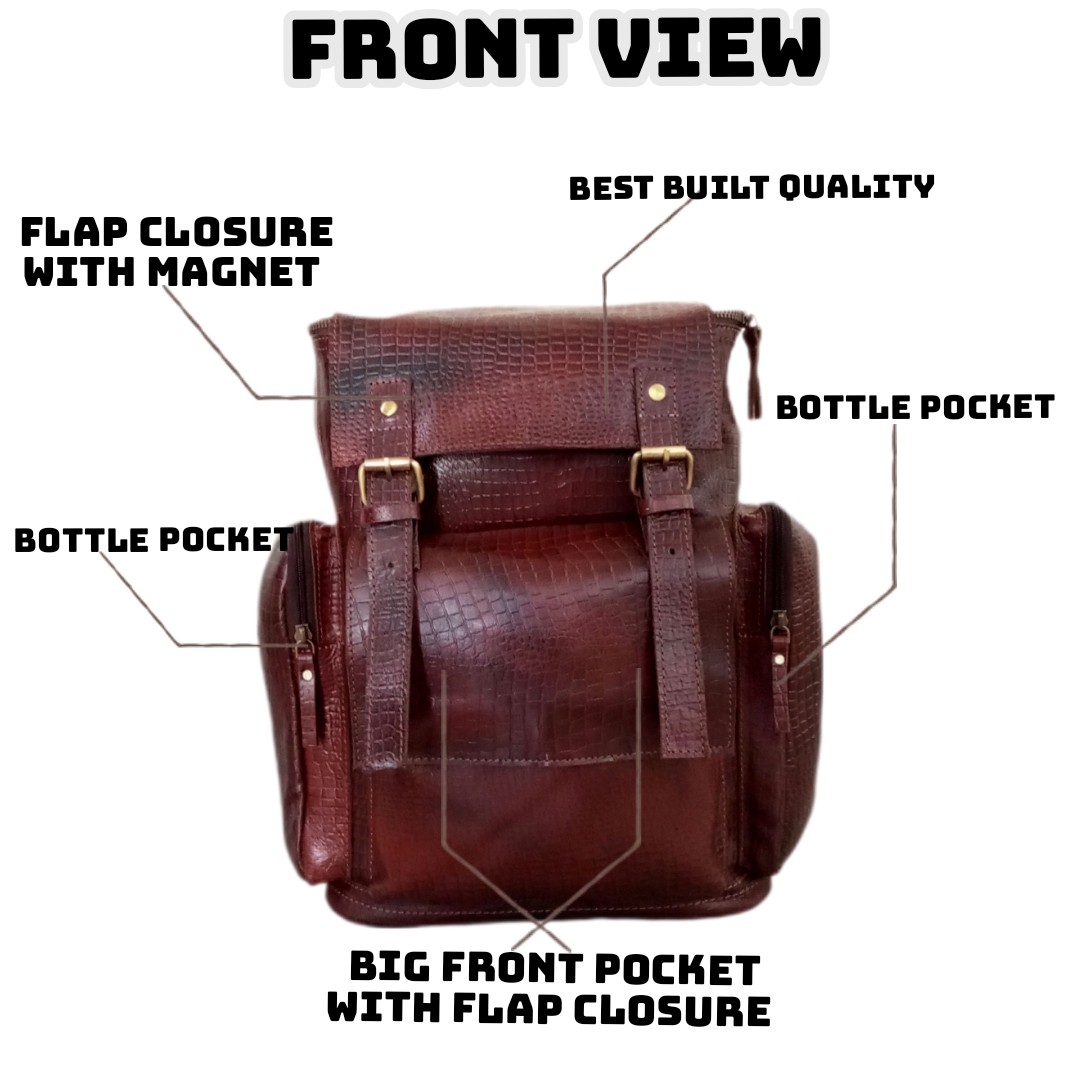 FRONT VIEW
BEST BUILT QUALITY
FLAP CLOSURE
WITH MAGNET
BOTTLE POCKET
BOTTLE POCKET
BIG FRONT POCKET
WITH FLAP CLOSURE